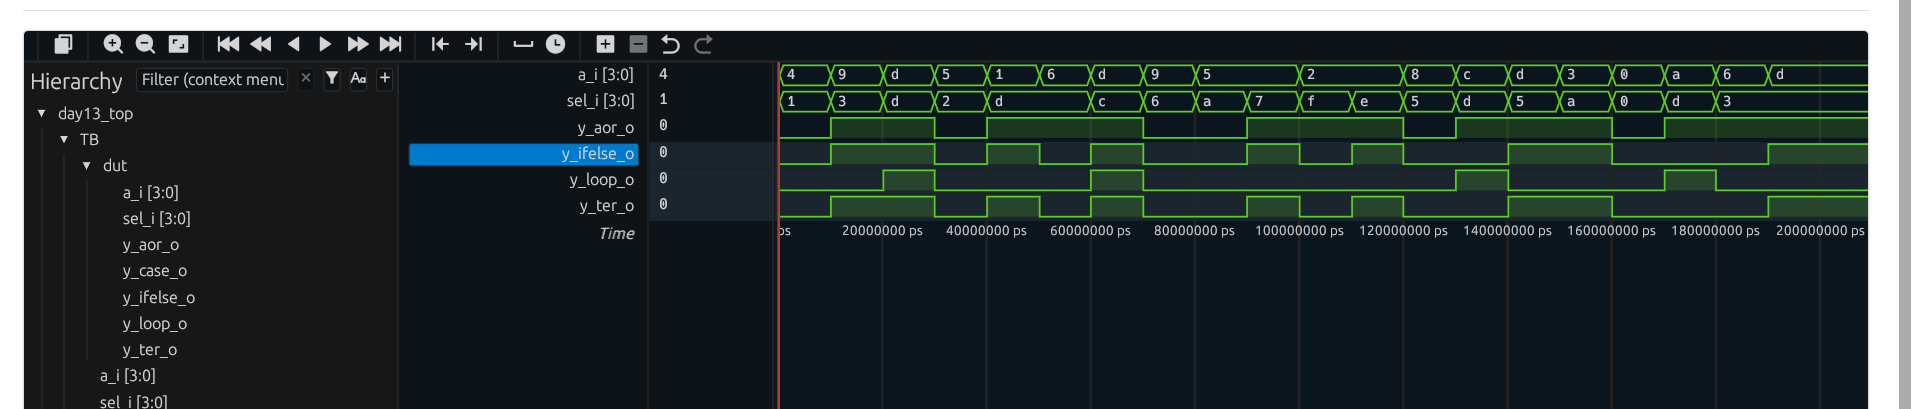 Hierarchy Filter (context menu
day13_top
TB
dut
a_i [3:0]
sel_i [3:0]
y_aor_o
y_case_o
y_ifelse_o
y_loop_o
y_ter_o
a_i [3:0]
sel_i [3:0]
a_i [3:0] 4 4 9 d 5 1 6 d 9 5 2 8 c d 3 0 a 6 d
sel_i [3:0] 1 1 3 d 2 d c 6 a 7 f e 5 d 5 a 0 d 3
y_aor_o 0
y_ifelse_o 0
y_loop_o 0
y_ter_o 0
Time ps 20000000 ps 40000000 ps 60000000 ps 80000000 ps 100000000 ps 120000000 ps 140000000 ps 160000000 ps 180000000 ps 200000000 ps